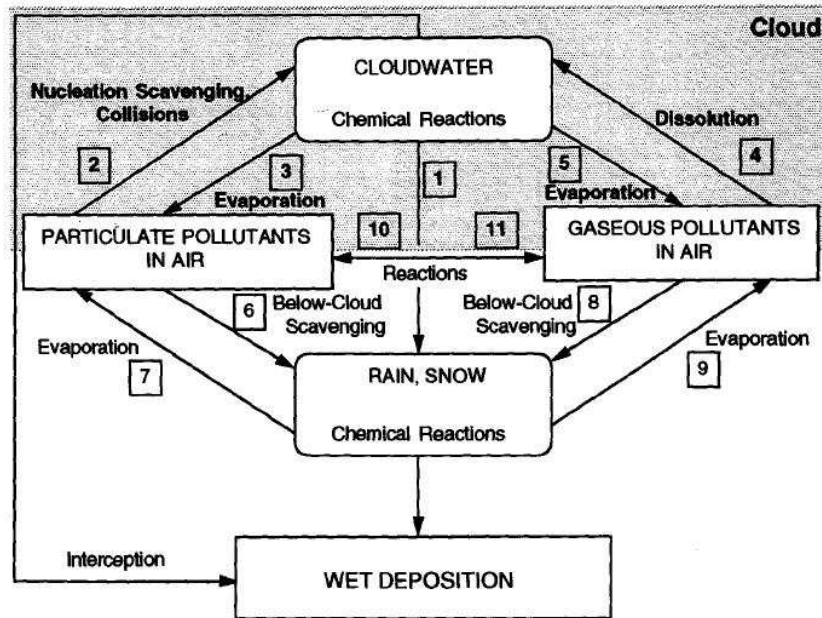 Cloud
CLOUDWATER
Chemical Reactions
Nucleation Scavenging,
Collisions
Dissolution
2
3
1
5
4
Evaporation
Evaporation
PARTICULATE POLLUTANTS
IN AIR
10
11
GASEOUS POLLUTANTS
IN AIR
Reactions
6
Below-Cloud
Scavenging
Below-Cloud
Scavenging
8
Evaporation
7
Evaporation
9
RAIN, SNOW
Chemical Reactions
Interception
WET DEPOSITION